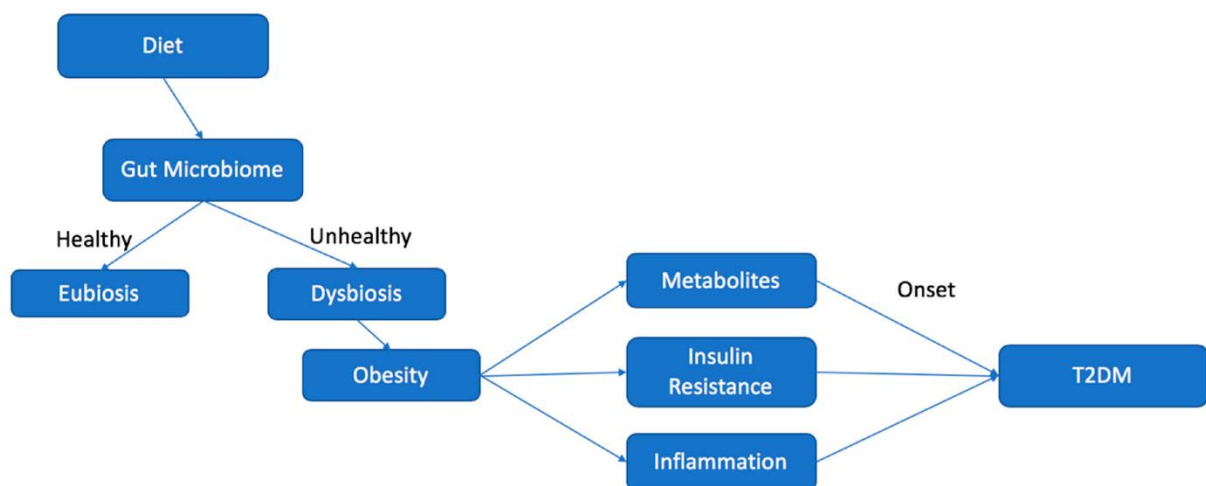 Diet
Gut Microbiome
Healthy
Unhealthy
Eubiosis
Dysbiosis
Obesity
Metabolites
Insulin
Resistance
Inflammation
Onset
T2DM